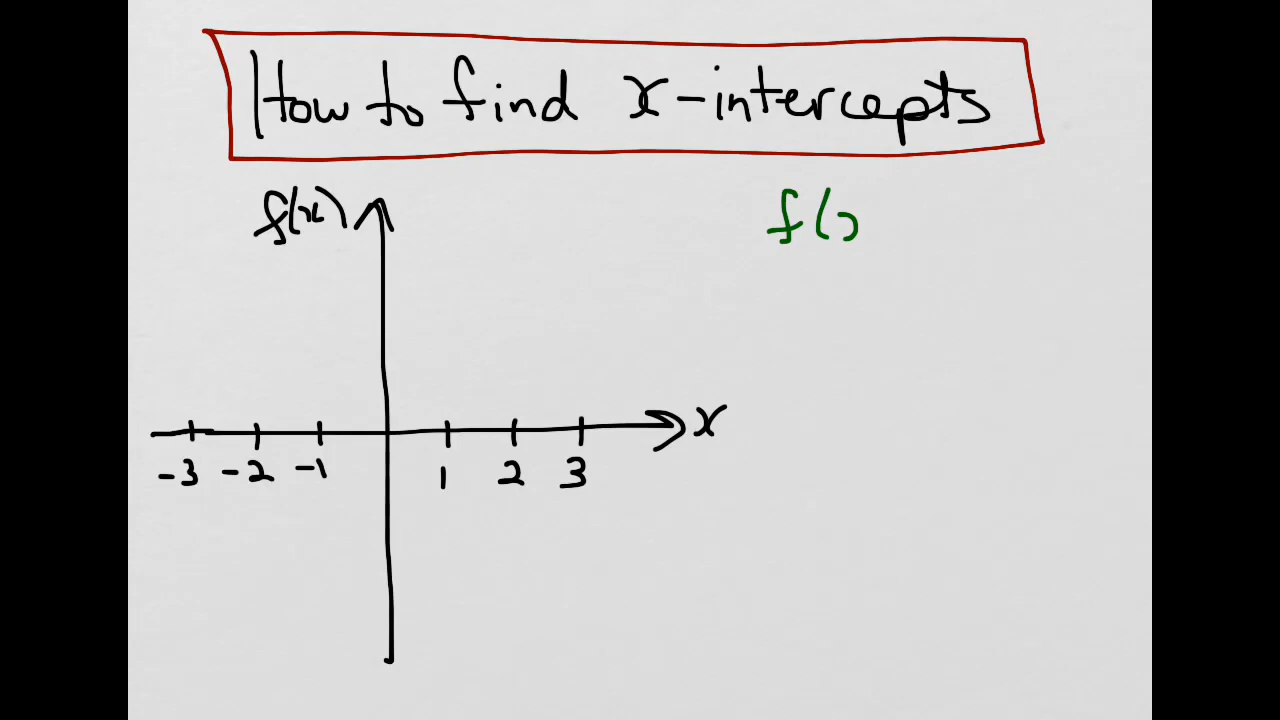 How to find x-intercepts
f(x)
f(
x
-3 -2 -1 1 2 3